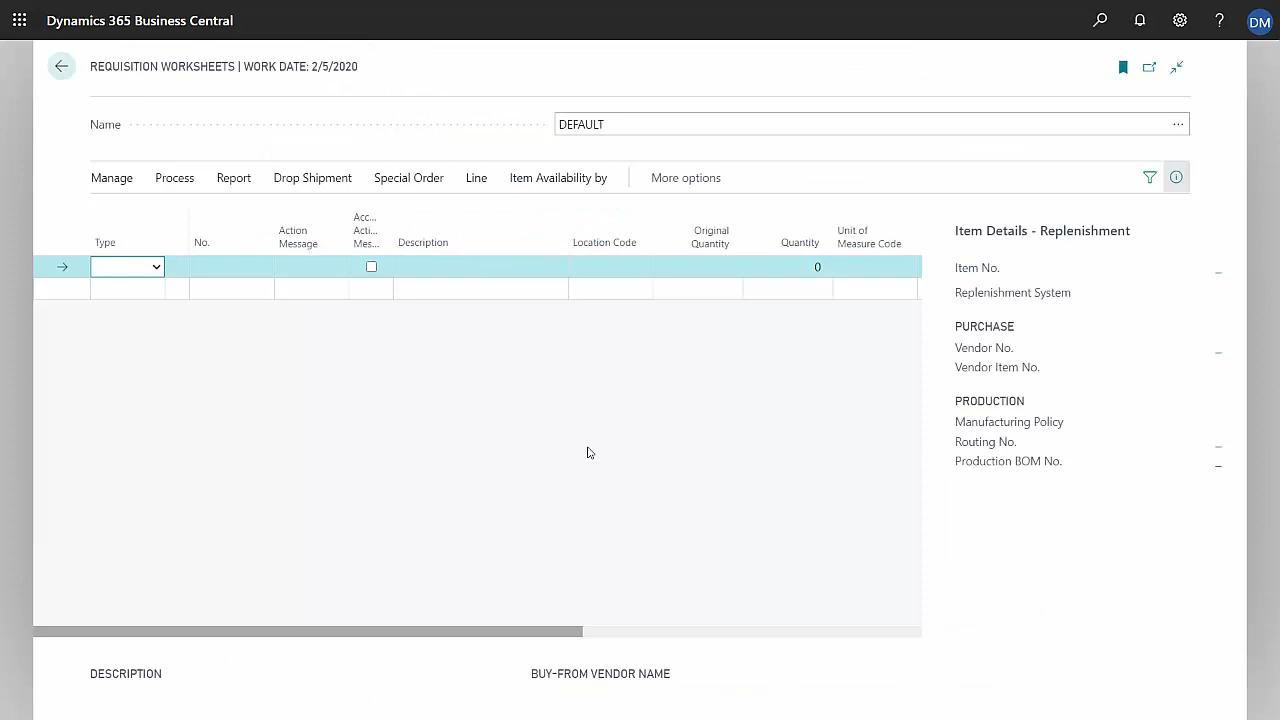 Dynamics 365 Business Central
?
DM
REQUISITION WORKSHEETS | WORK DATE: 2/5/2020
Name
DEFAULT
...
Manage Process Report Drop Shipment Special Order Line Item Availability by More options
Type
No.
Action
Message
Acc...
Acti...
Mes...
Description
Location Code
Original
Quantity
Quantity
Unit of
Measure Code
0
Item Details - Replenishment
Item No. _
Replenishment System
PURCHASE
Vendor No. _
Vendor Item No.
PRODUCTION
Manufacturing Policy
Routing No. _
Production BOM No. _
DESCRIPTION
BUY-FROM VENDOR NAME